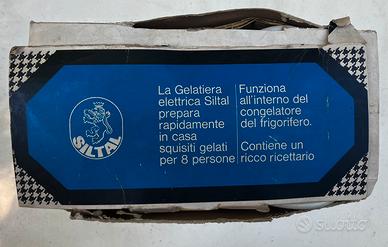 SILTAL
La Gelatiera
elettrica Siltal
prepara
rapidamente
in casa
squisiti gelati
per 8 persone
Funziona
all'interno del
congelatore
del frigorifero.
Contiene un
ricco ricettario
subito